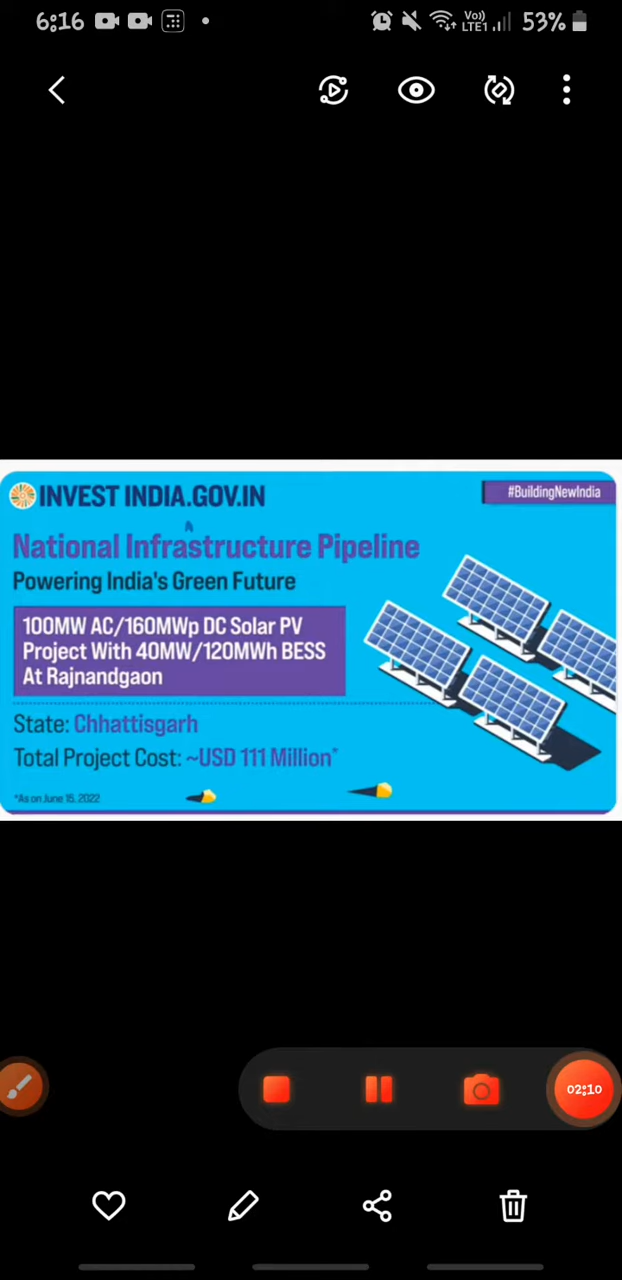 6:16
Vo)) LTE1 53%
INVEST INDIA.GOV.IN
#BuildingNewIndia
National Infrastructure Pipeline
Powering India's Green Future
100MW AC/160MWp DC Solar PV
Project With 40MW/120MWh BESS
At Rajnandgaon
State: Chhattisgarh
Total Project Cost: ~USD 111 Million*
*As on June 15, 2022
02:10